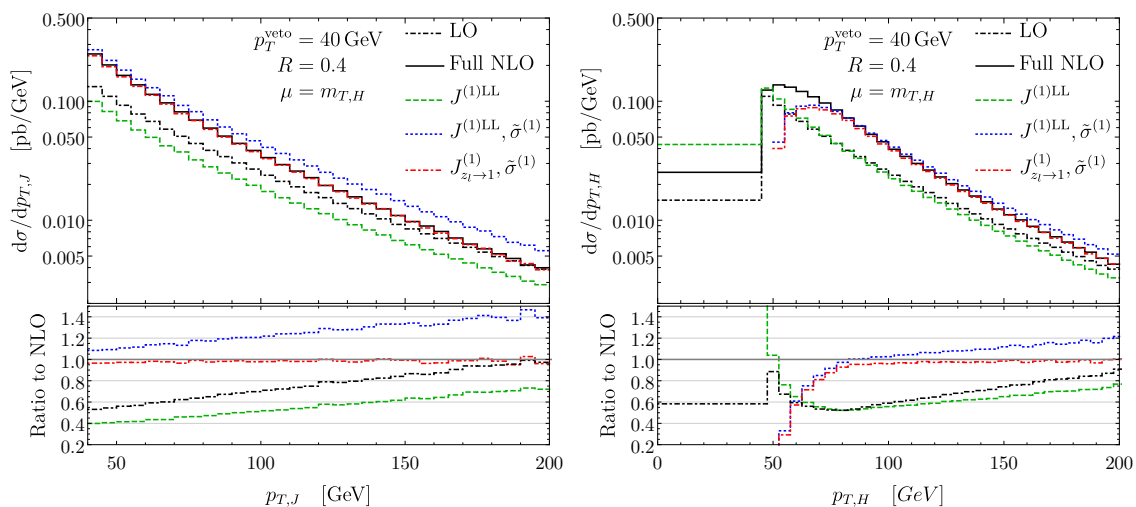 0.500
0.100
0.050
0.010
0.005
dσ/dp_{T,J} [pb/GeV]
p_T^{veto} = 40 GeV
R = 0.4
μ = m_{T,H}
LO
Full NLO
J^{(1)LL}
J^{(1)LL}, σ̃^{(1)}
J^{(1)}_{z_l→1}, σ̃^{(1)}
1.4
1.2
1.0
0.8
0.6
0.4
0.2
Ratio to NLO
50 100 150 200
p_{T,J} [GeV]
0.500
0.100
0.050
0.010
0.005
dσ/dp_{T,H} [pb/GeV]
p_T^{veto} = 40 GeV
R = 0.4
μ = m_{T,H}
LO
Full NLO
J^{(1)LL}
J^{(1)LL}, σ̃^{(1)}
J^{(1)}_{z_l→1}, σ̃^{(1)}
1.4
1.2
1.0
0.8
0.6
0.4
0.2
Ratio to NLO
0 50 100 150 200
p_{T,H} [GeV]